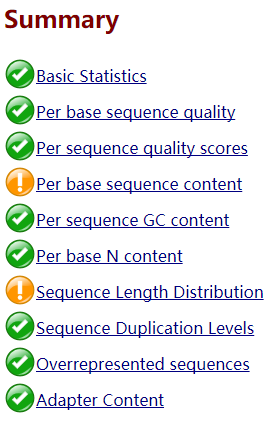 Summary
Basic Statistics
Per base sequence quality
Per sequence quality scores
Per base sequence content
Per sequence GC content
Per base N content
Sequence Length Distribution
Sequence Duplication Levels
Overrepresented sequences
Adapter Content